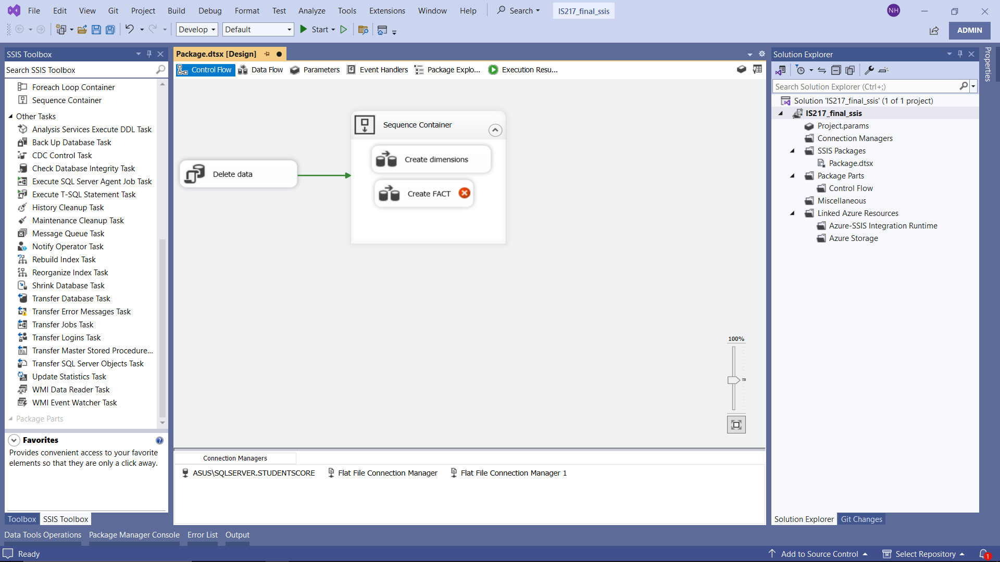 File Edit View Git Project Build Debug Format Test Analyze Tools Extensions Window Help Search IS217_final_ssis NH
Develop Default Start ADMIN
SSIS Toolbox
Search SSIS Toolbox
Foreach Loop Container
Sequence Container
Other Tasks
Analysis Services Execute DDL Task
Back Up Database Task
CDC Control Task
Check Database Integrity Task
Execute SQL Server Agent Job Task
Execute T-SQL Statement Task
History Cleanup Task
Maintenance Cleanup Task
Message Queue Task
Notify Operator Task
Rebuild Index Task
Reorganize Index Task
Shrink Database Task
Transfer Database Task
Transfer Error Messages Task
Transfer Jobs Task
Transfer Logins Task
Transfer Master Stored Procedure...
Transfer SQL Server Objects Task
Update Statistics Task
WMI Data Reader Task
WMI Event Watcher Task
Package Parts
Favorites
Provides convenient access to your favorite
elements so that they are only a click away.
Toolbox SSIS Toolbox
Package.dtsx [Design]
Control Flow Data Flow Parameters Event Handlers Package Explo... Execution Resu...
Sequence Container
Create dimensions
Delete data
Create FACT
100%
Connection Managers
ASUS\SQLSERVER.STUDENTSCORE Flat File Connection Manager Flat File Connection Manager 1
Solution Explorer
Search Solution Explorer (Ctrl+;)
Solution 'IS217_final_ssis' (1 of 1 project)
IS217_final_ssis
Project.params
Connection Managers
SSIS Packages
Package.dtsx
Package Parts
Control Flow
Miscellaneous
Linked Azure Resources
Azure-SSIS Integration Runtime
Azure Storage
Solution Explorer Git Changes
Properties
Data Tools Operations Package Manager Console Error List Output
Ready Add to Source Control Select Repository 1